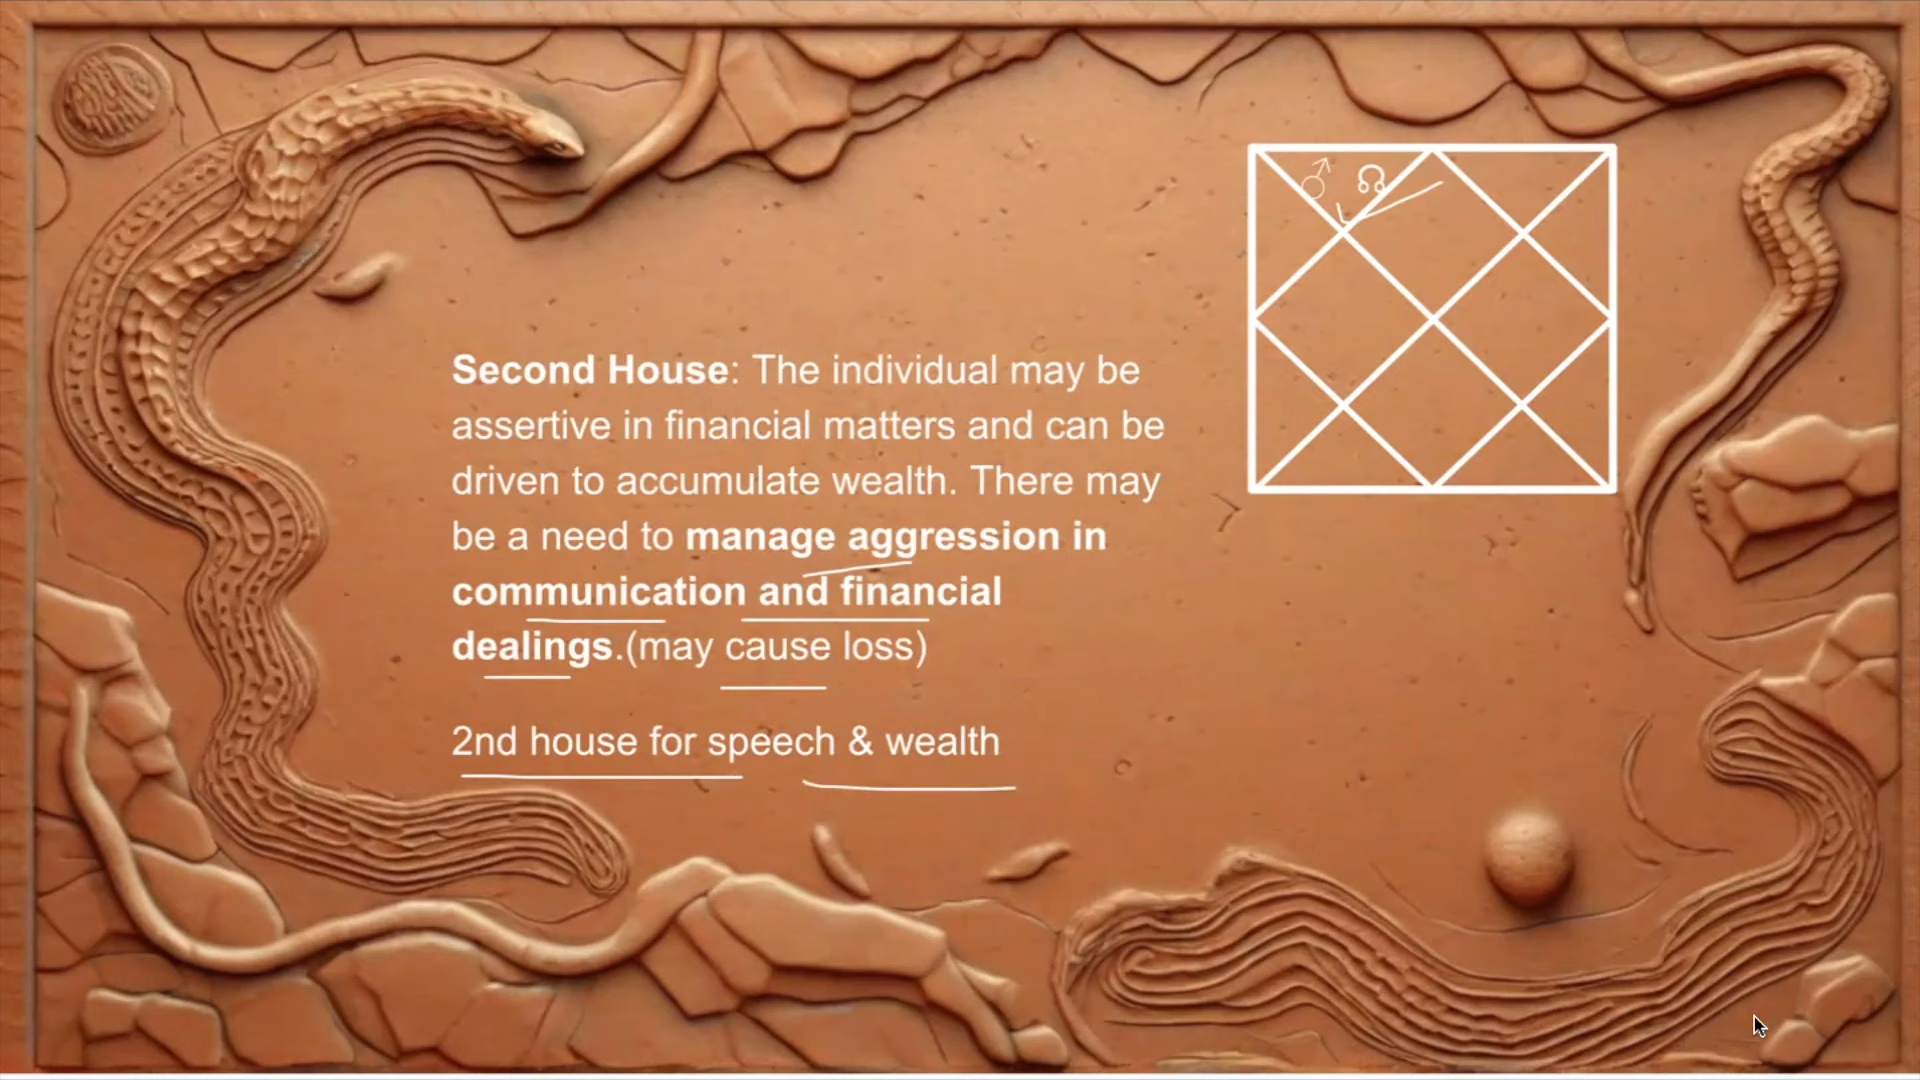 ♂ ☊
Second House: The individual may be
assertive in financial matters and can be
driven to accumulate wealth. There may
be a need to manage aggression in
communication and financial
dealings.(may cause loss)
2nd house for speech & wealth